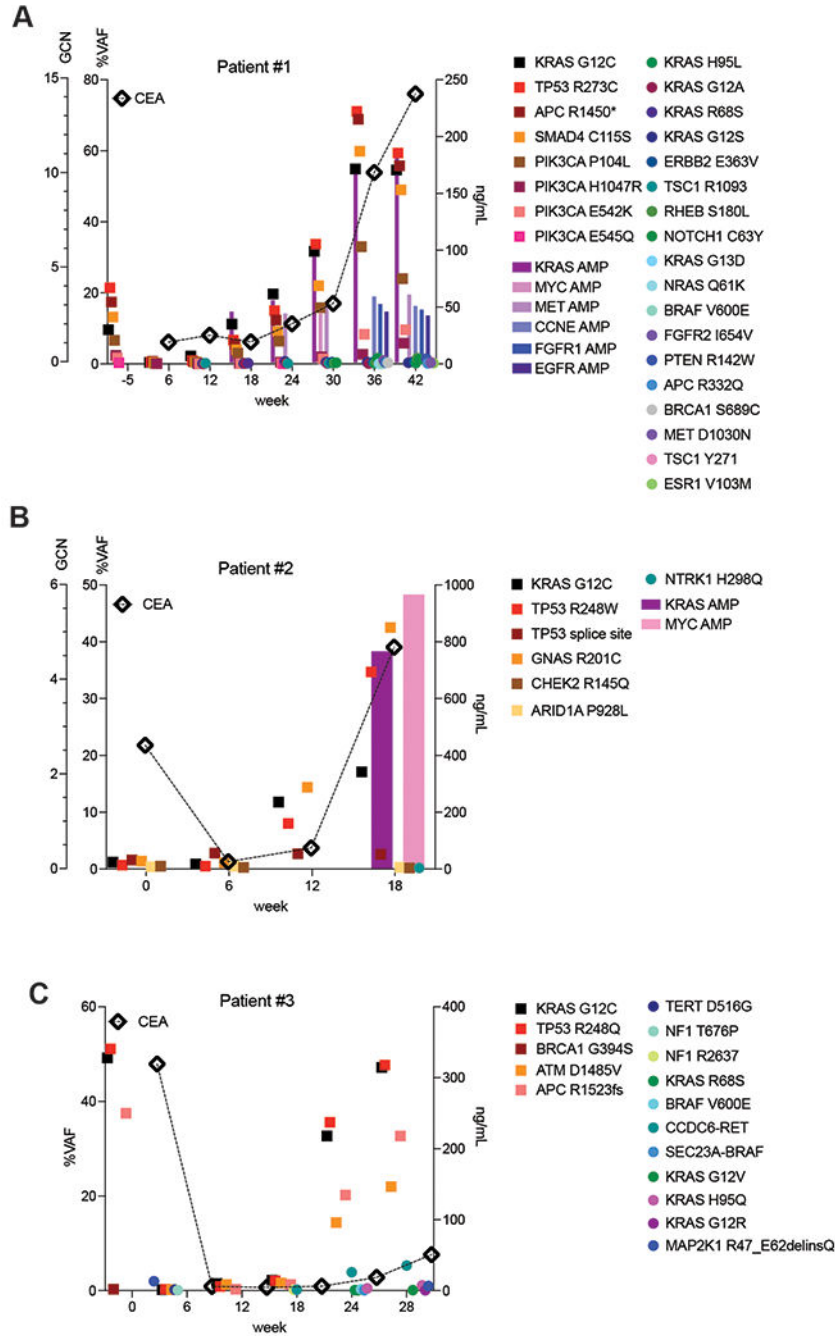 A
GCN
%VAF
Patient #1
15
10
5
0
80
60
40
20
0
CEA
250
200
150
100
50
0
ng/mL
-5
6
12
18
24
30
36
42
week
KRAS G12C
TP53 R273C
APC R1450*
SMAD4 C115S
PIK3CA P104L
PIK3CA H1047R
PIK3CA E542K
PIK3CA E545Q
KRAS AMP
MYC AMP
MET AMP
CCNE AMP
FGFR1 AMP
EGFR AMP
KRAS H95L
KRAS G12A
KRAS R68S
KRAS G12S
ERBB2 E363V
TSC1 R1093
RHEB S180L
NOTCH1 C63Y
KRAS G13D
NRAS Q61K
BRAF V600E
FGFR2 I654V
PTEN R142W
APC R332Q
BRCA1 S689C
MET D1030N
TSC1 Y271
ESR1 V103M
B
GCN
%VAF
Patient #2
6
4
2
0
50
40
30
20
10
0
CEA
1000
800
600
400
200
0
ng/mL
0
6
12
18
week
KRAS G12C
TP53 R248W
TP53 splice site
GNAS R201C
CHEK2 R145Q
ARID1A P928L
NTRK1 H298Q
KRAS AMP
MYC AMP
C
Patient #3
%VAF
60
40
20
0
CEA
400
300
200
100
0
ng/mL
0
6
12
18
24
28
week
KRAS G12C
TP53 R248Q
BRCA1 G394S
ATM D1485V
APC R1523fs
TERT D516G
NF1 T676P
NF1 R2637
KRAS R68S
BRAF V600E
CCDC6-RET
SEC23A-BRAF
KRAS G12V
KRAS H95Q
KRAS G12R
MAP2K1 R47_E62delinsQ